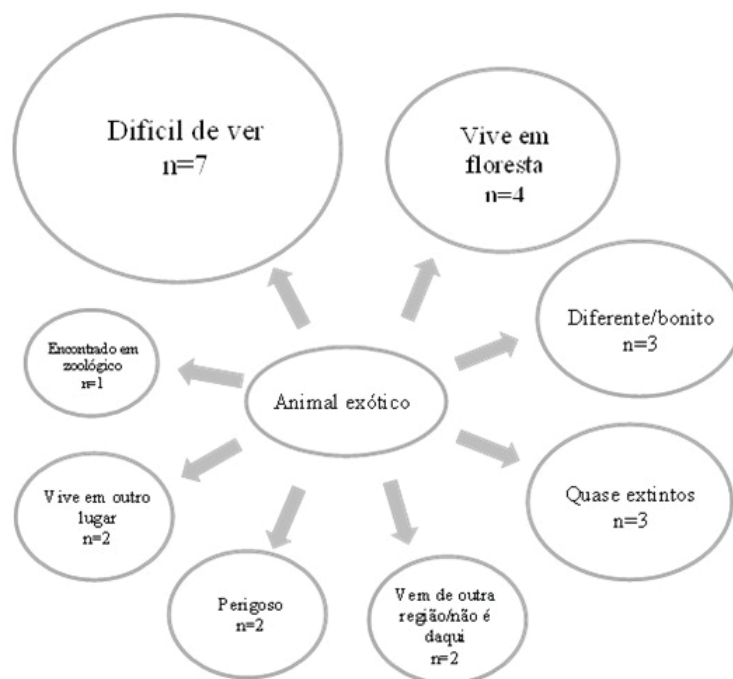 Difícil de ver
n=7
Vive em
floresta
n=4
Diferente/bonito
n=3
Encontrado em
zoológico
n=1
Animal exótico
Quase extintos
n=3
Vive em outro
lugar
n=2
Perigoso
n=2
Vem de outra
região/não é
daqui
n=2